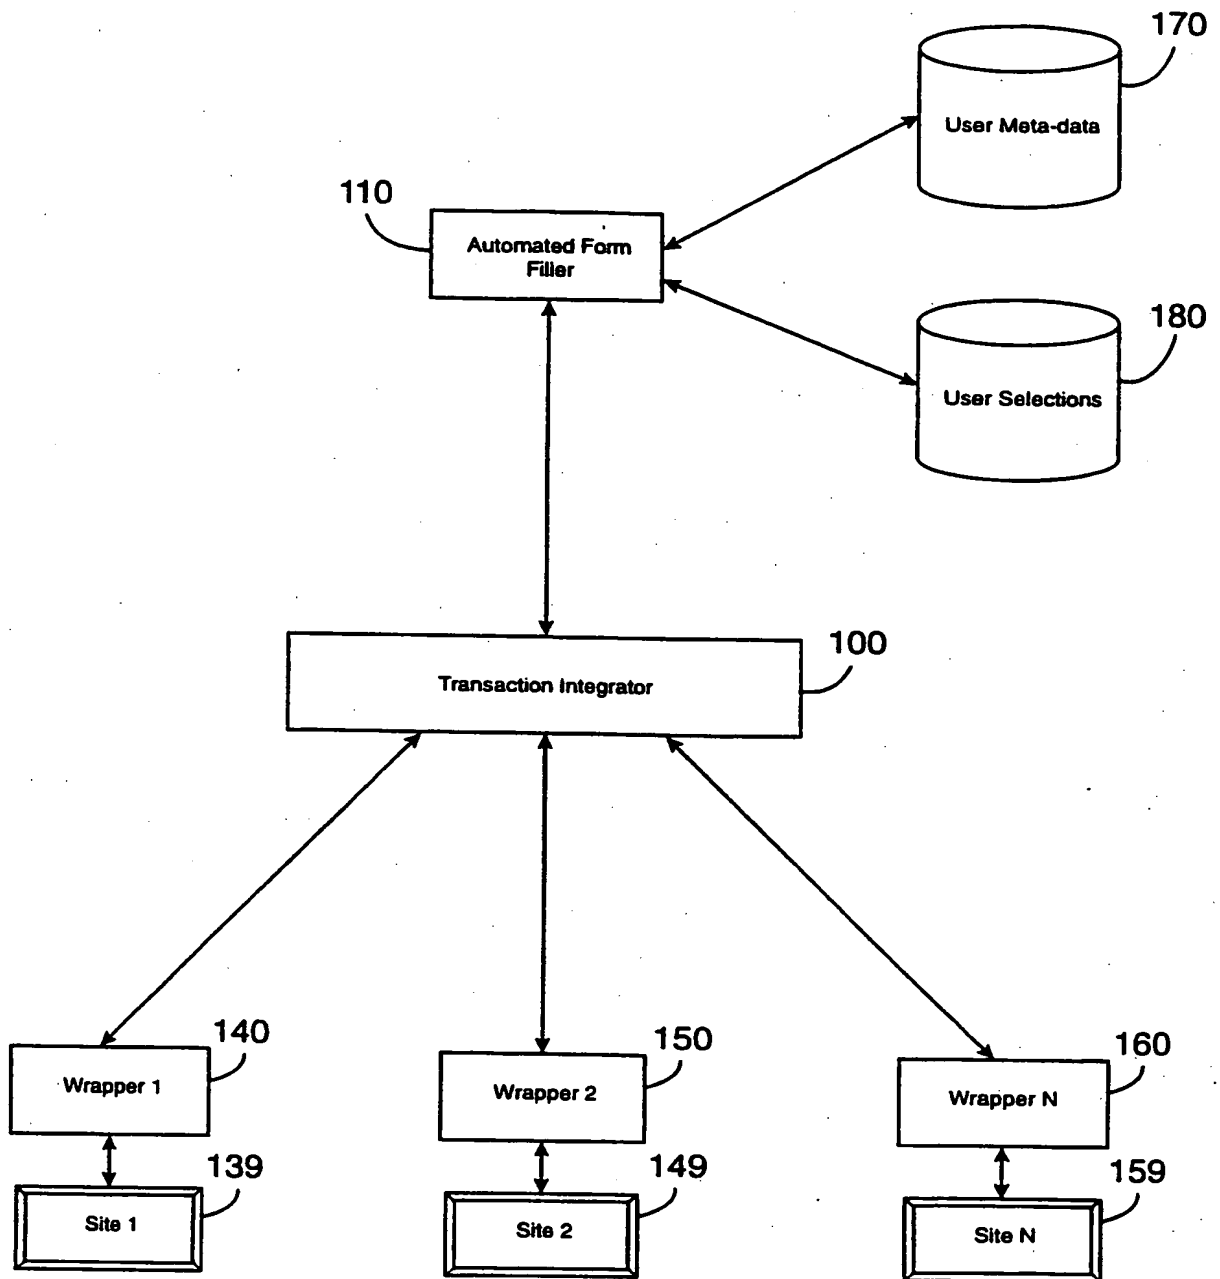 170
User Meta-data
110
Automated Form
Filler
180
User Selections
100
Transaction Integrator
140
Wrapper 1
150
Wrapper 2
160
Wrapper N
139
Site 1
149
Site 2
159
Site N